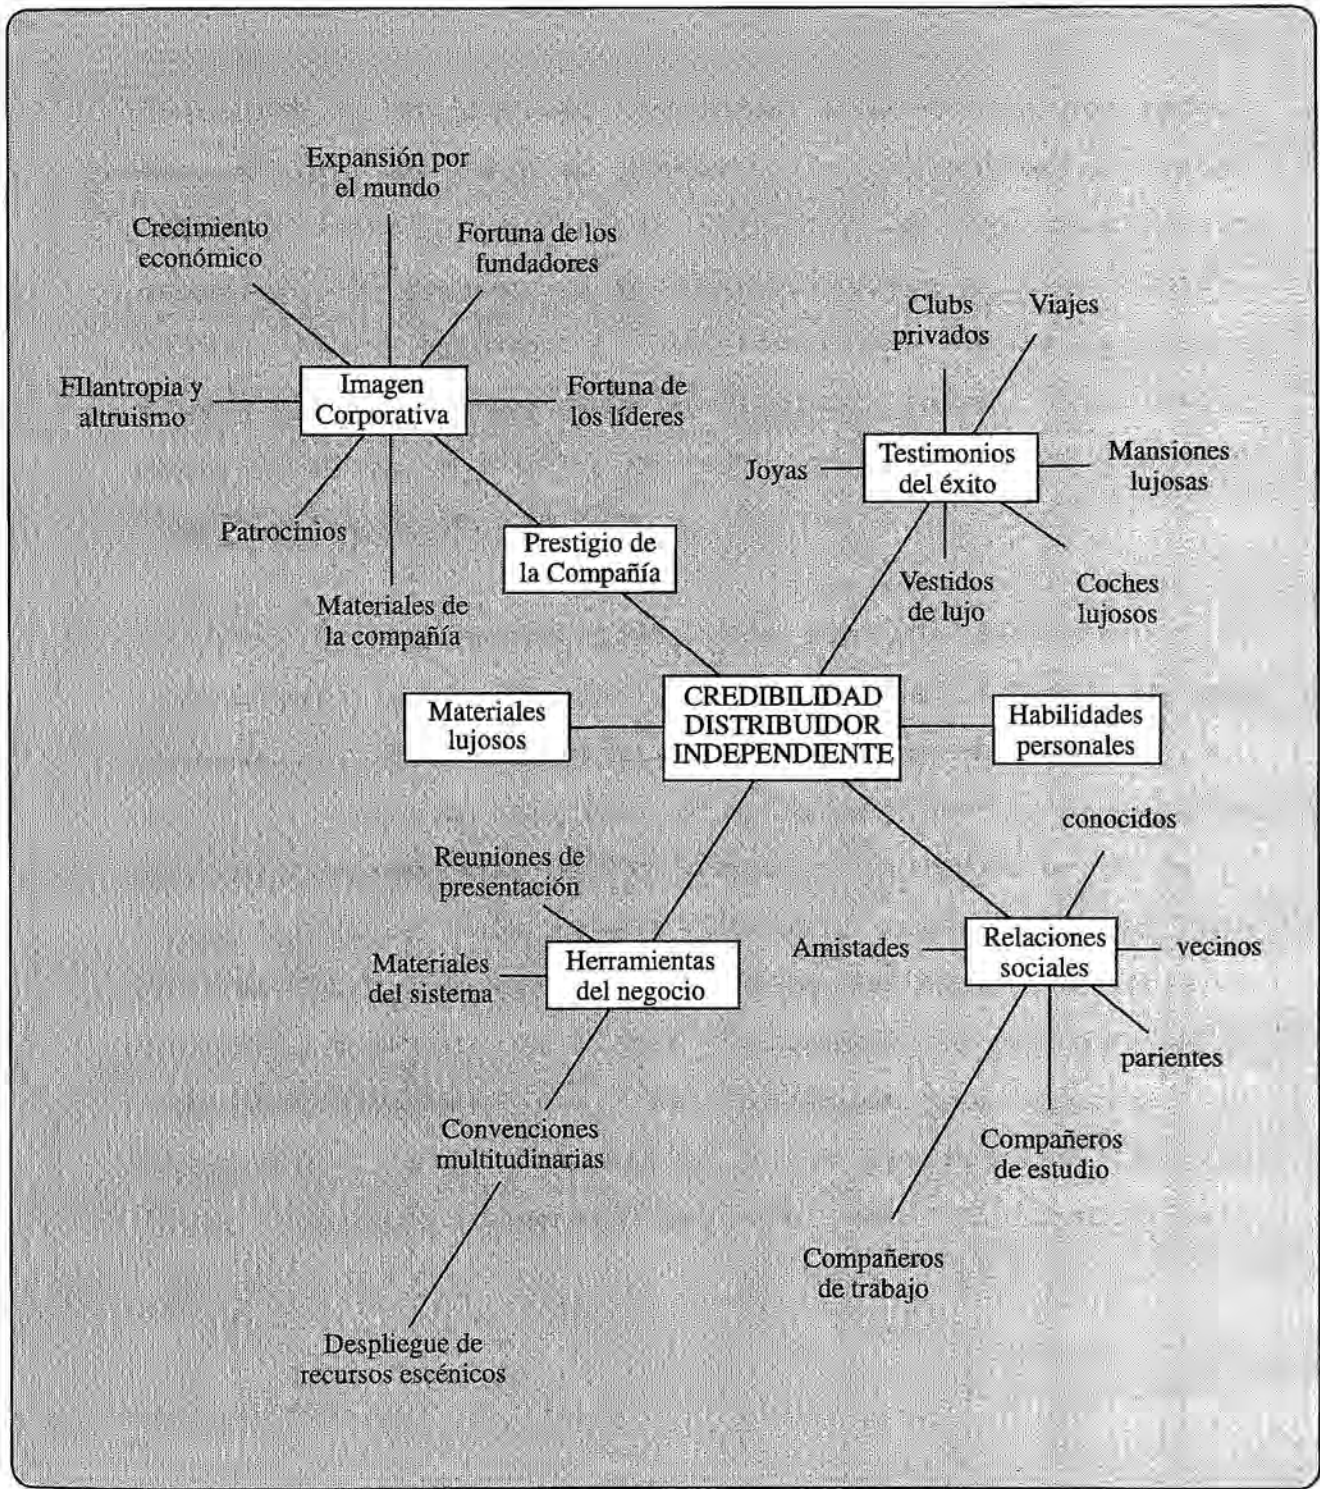 Expansión por
el mundo
Crecimiento
económico
Fortuna de los
fundadores
Clubs
privados
Viajes
FIlantropia y
altruismo
Imagen
Corporativa
Fortuna de
los líderes
Joyas
Testimonios
del éxito
Mansiones
lujosas
Patrocinios
Prestigio de
la Compañía
Materiales de
la compañía
Vestidos
de lujo
Coches
lujosos
Materiales
lujosos
CREDIBILIDAD
DISTRIBUIDOR
INDEPENDIENTE
Habilidades
personales
conocidos
Reuniones de
presentación
Materiales
del sistema
Herramientas
del negocio
Amistades
Relaciones
sociales
vecinos
parientes
Convenciones
multitudinarias
Compañeros
de estudio
Compañeros
de trabajo
Despliegue de
recursos escénicos